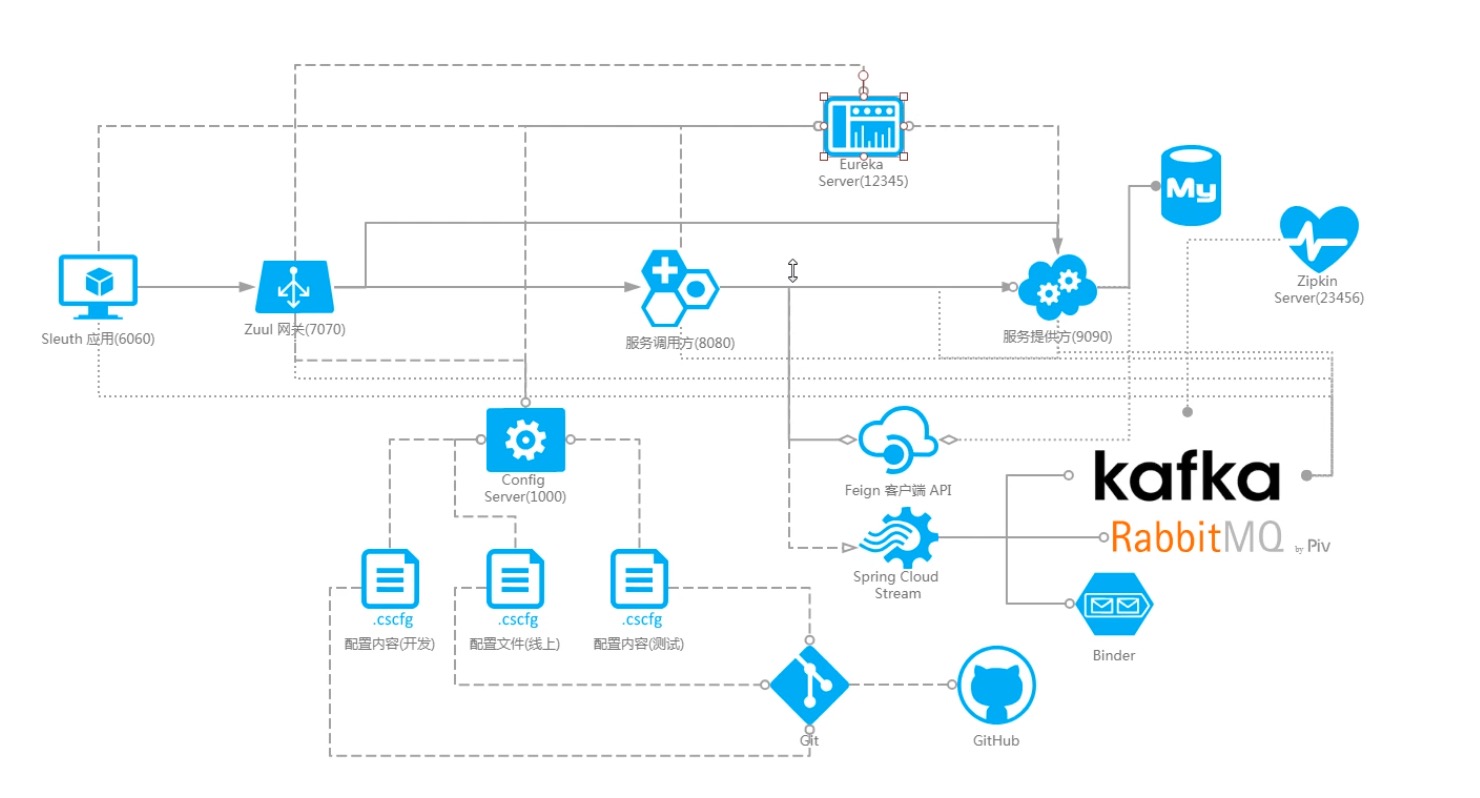 Eureka
Server(12345)
My
Zipkin
Server(23456)
Sleuth 应用(6060)
Zuul 网关(7070)
服务调用方(8080)
服务提供方(9090)
Config
Server(1000)
Feign 客户端 API
kafka
RabbitMQ by Piv
Spring Cloud
Stream
.cscfg
.cscfg
.cscfg
配置内容(开发)
配置文件(线上)
配置内容(测试)
Binder
Git
GitHub